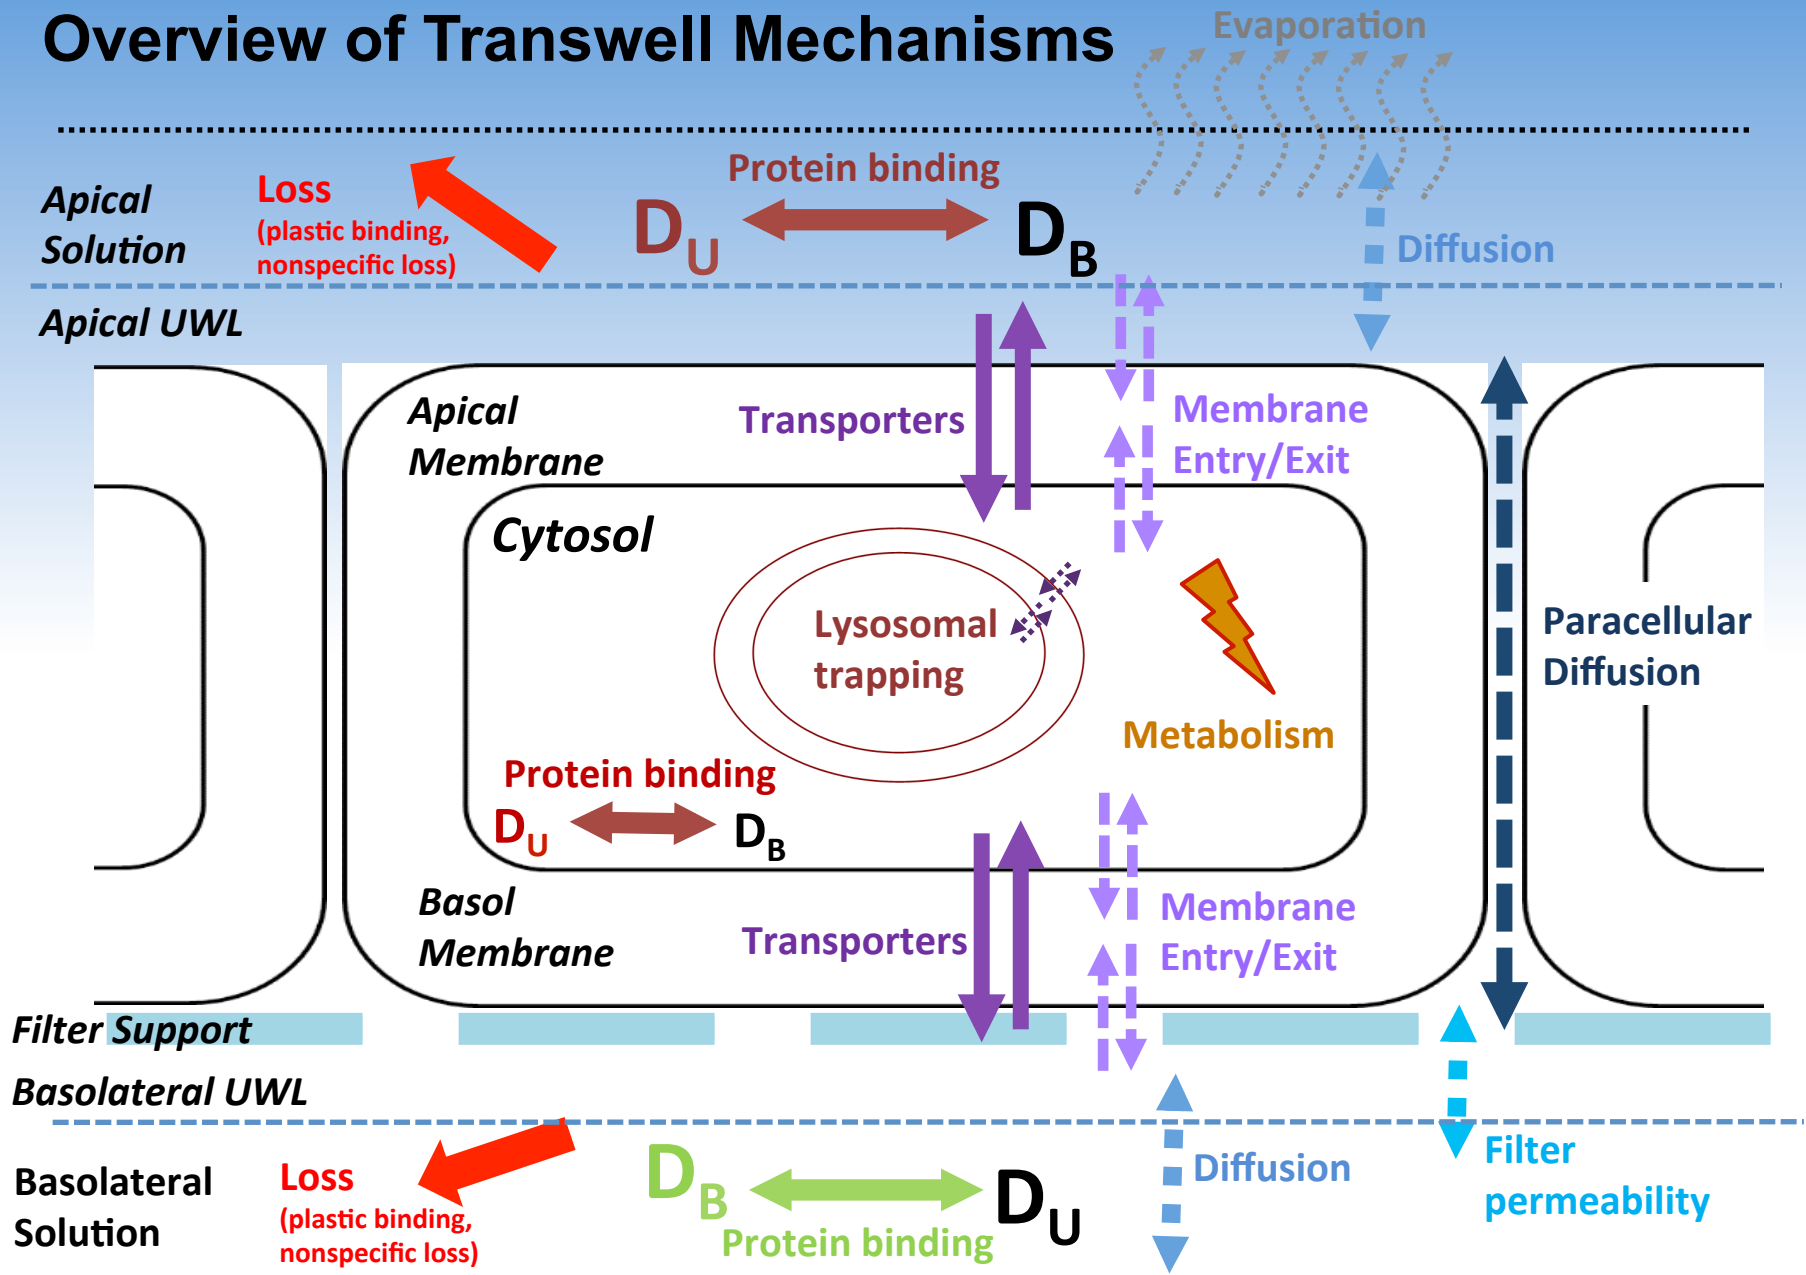 Overview of Transwell Mechanisms
Evaporation
Apical
Solution
Loss
(plastic binding,
nonspecific loss)
Protein binding
DU
DB
Diffusion
Apical UWL
Apical
Membrane
Transporters
Membrane
Entry/Exit
Cytosol
Lysosomal
trapping
Metabolism
Paracellular
Diffusion
Protein binding
DU
DB
Basol
Membrane
Transporters
Membrane
Entry/Exit
Filter Support
Basolateral UWL
Basolateral
Solution
Loss
(plastic binding,
nonspecific loss)
DB
DU
Protein binding
Diffusion
Filter
permeability